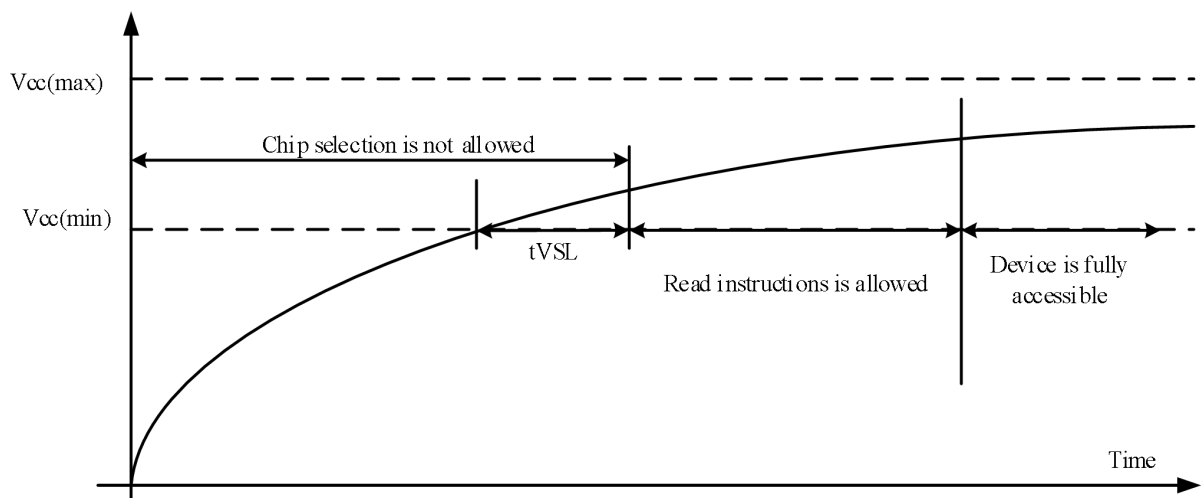 Vcc(max)
Chip selection is not allowed
Vcc(min)
tVSL
Read instructions is allowed
Device is fully
accessible
Time